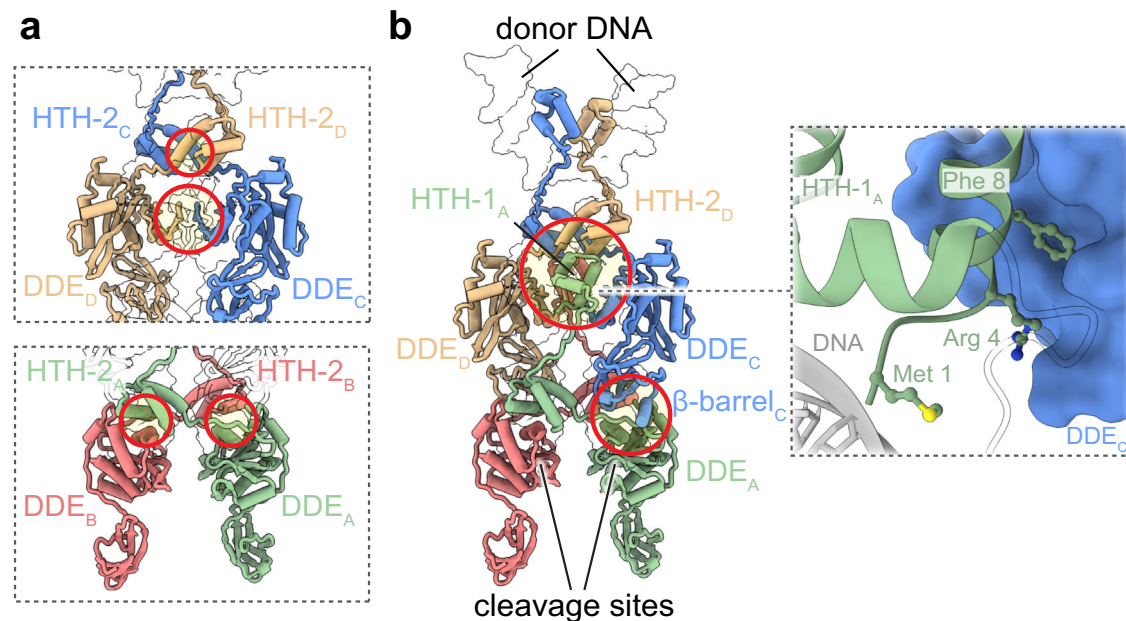 a
HTH-2C
HTH-2D
DDED
DDEC
HTH-2A
HTH-2B
DDEB
DDEA
b
donor DNA
HTH-1A
HTH-2D
DDED
DDEC
β-barrelC
DDEA
cleavage sites
Phe 8
HTH-1A
DNA
Arg 4
Met 1
DDEC